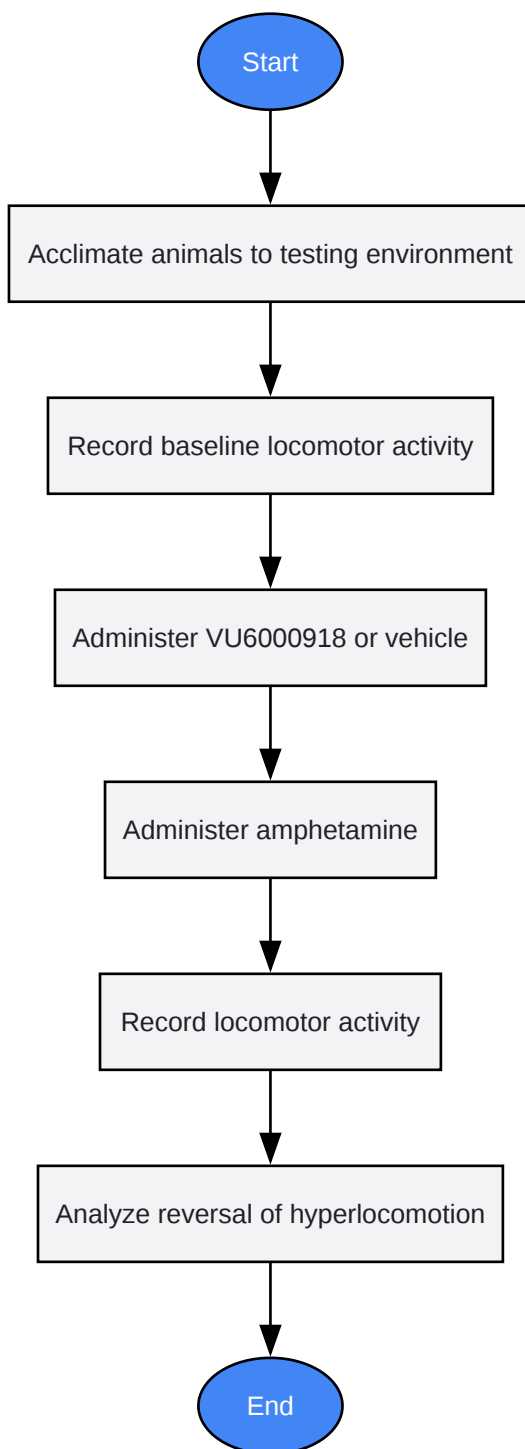 Start
Acclimate animals to testing environment
Record baseline locomotor activity
Administer VU6000918 or vehicle
Administer amphetamine
Record locomotor activity
Analyze reversal of hyperlocomotion
End